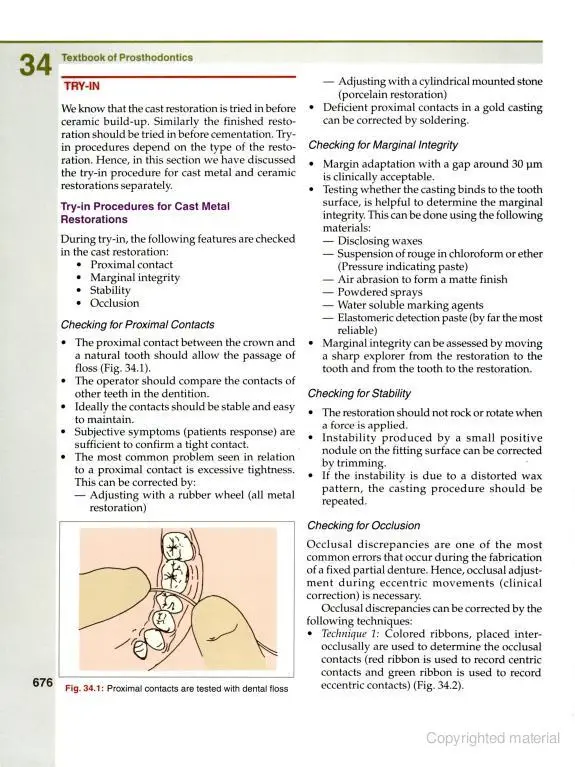 34
Textbook of Prosthodontics
TRY-IN
We know that the cast restoration is tried in before
ceramic build-up. Similarly the finished resto-
ration should be tried in before cementation. Try-
in procedures depend on the type of the resto-
ration. Hence, in this section we have discussed
the try-in procedure for cast metal and ceramic
restorations separately.
Try-in Procedures for Cast Metal
Restorations
During try-in, the following features are checked
in the cast restoration:
• Proximal contact
• Marginal integrity
• Stability
• Occlusion
Checking for Proximal Contacts
• The proximal contact between the crown and
a natural tooth should allow the passage of
floss (Fig. 34.1).
• The operator should compare the contacts of
other teeth in the dentition.
• Ideally the contacts should be stable and easy
to maintain.
• Subjective symptoms (patients response) are
sufficient to confirm a tight contact.
• The most common problem seen in relation
to a proximal contact is excessive tightness.
This can be corrected by:
— Adjusting with a rubber wheel (all metal
restoration)
Fig. 34.1: Proximal contacts are tested with dental floss
676
— Adjusting with a cylindrical mounted stone
(porcelain restoration)
• Deficient proximal contacts in a gold casting
can be corrected by soldering.
Checking for Marginal Integrity
• Margin adaptation with a gap around 30 µm
is clinically acceptable.
• Testing whether the casting binds to the tooth
surface, is helpful to determine the marginal
integrity. This can be done using the following
materials:
— Disclosing waxes
— Suspension of rouge in chloroform or ether
(Pressure indicating paste)
— Air abrasion to form a matte finish
— Powdered sprays
— Water soluble marking agents
— Elastomeric detection paste (by far the most
reliable)
• Marginal integrity can be assessed by moving
a sharp explorer from the restoration to the
tooth and from the tooth to the restoration.
Checking for Stability
• The restoration should not rock or rotate when
a force is applied.
• Instability produced by a small positive
nodule on the fitting surface can be corrected
by trimming.
• If the instability is due to a distorted wax
pattern, the casting procedure should be
repeated.
Checking for Occlusion
Occlusal discrepancies are one of the most
common errors that occur during the fabrication
of a fixed partial denture. Hence, occlusal adjust-
ment during eccentric movements (clinical
correction) is necessary.
Occlusal discrepancies can be corrected by the
following techniques:
• Technique 1: Colored ribbons, placed inter-
occlusally are used to determine the occlusal
contacts (red ribbon is used to record centric
contacts and green ribbon is used to record
eccentric contacts) (Fig. 34.2).
Copyrighted material